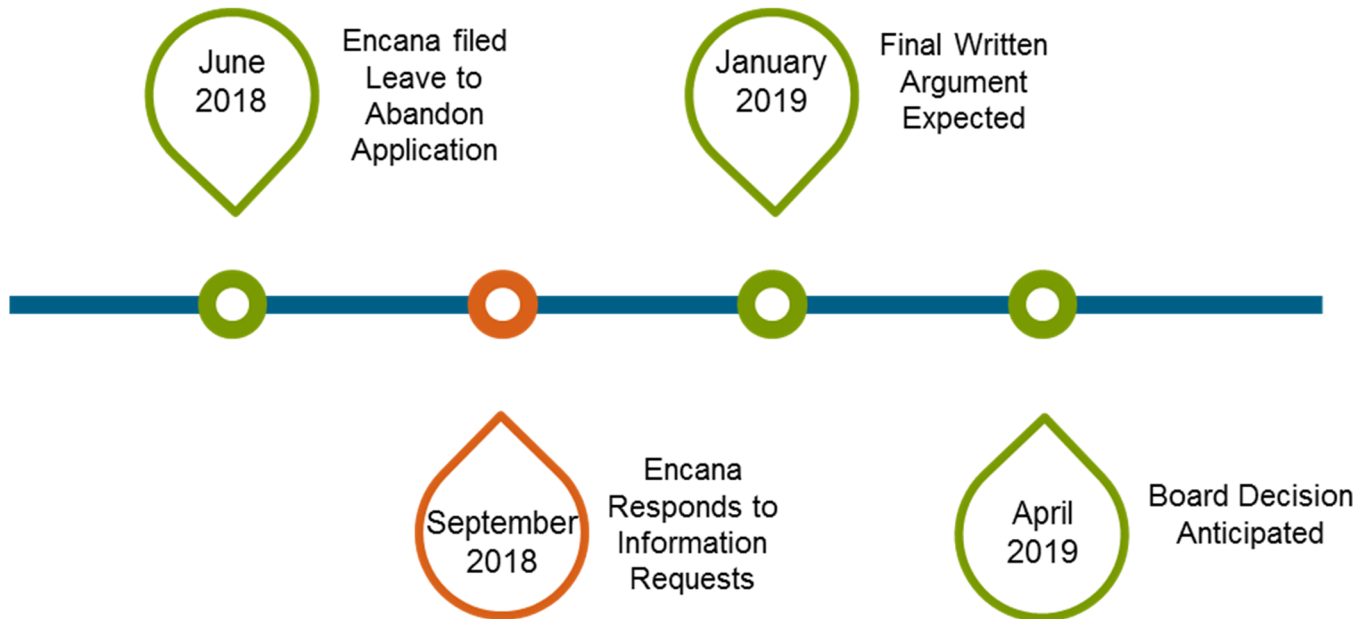 June
2018
Encana filed
Leave to
Abandon
Application
January
2019
Final Written
Argument
Expected
September
2018
Encana
Responds to
Information
Requests
April
2019
Board Decision
Anticipated